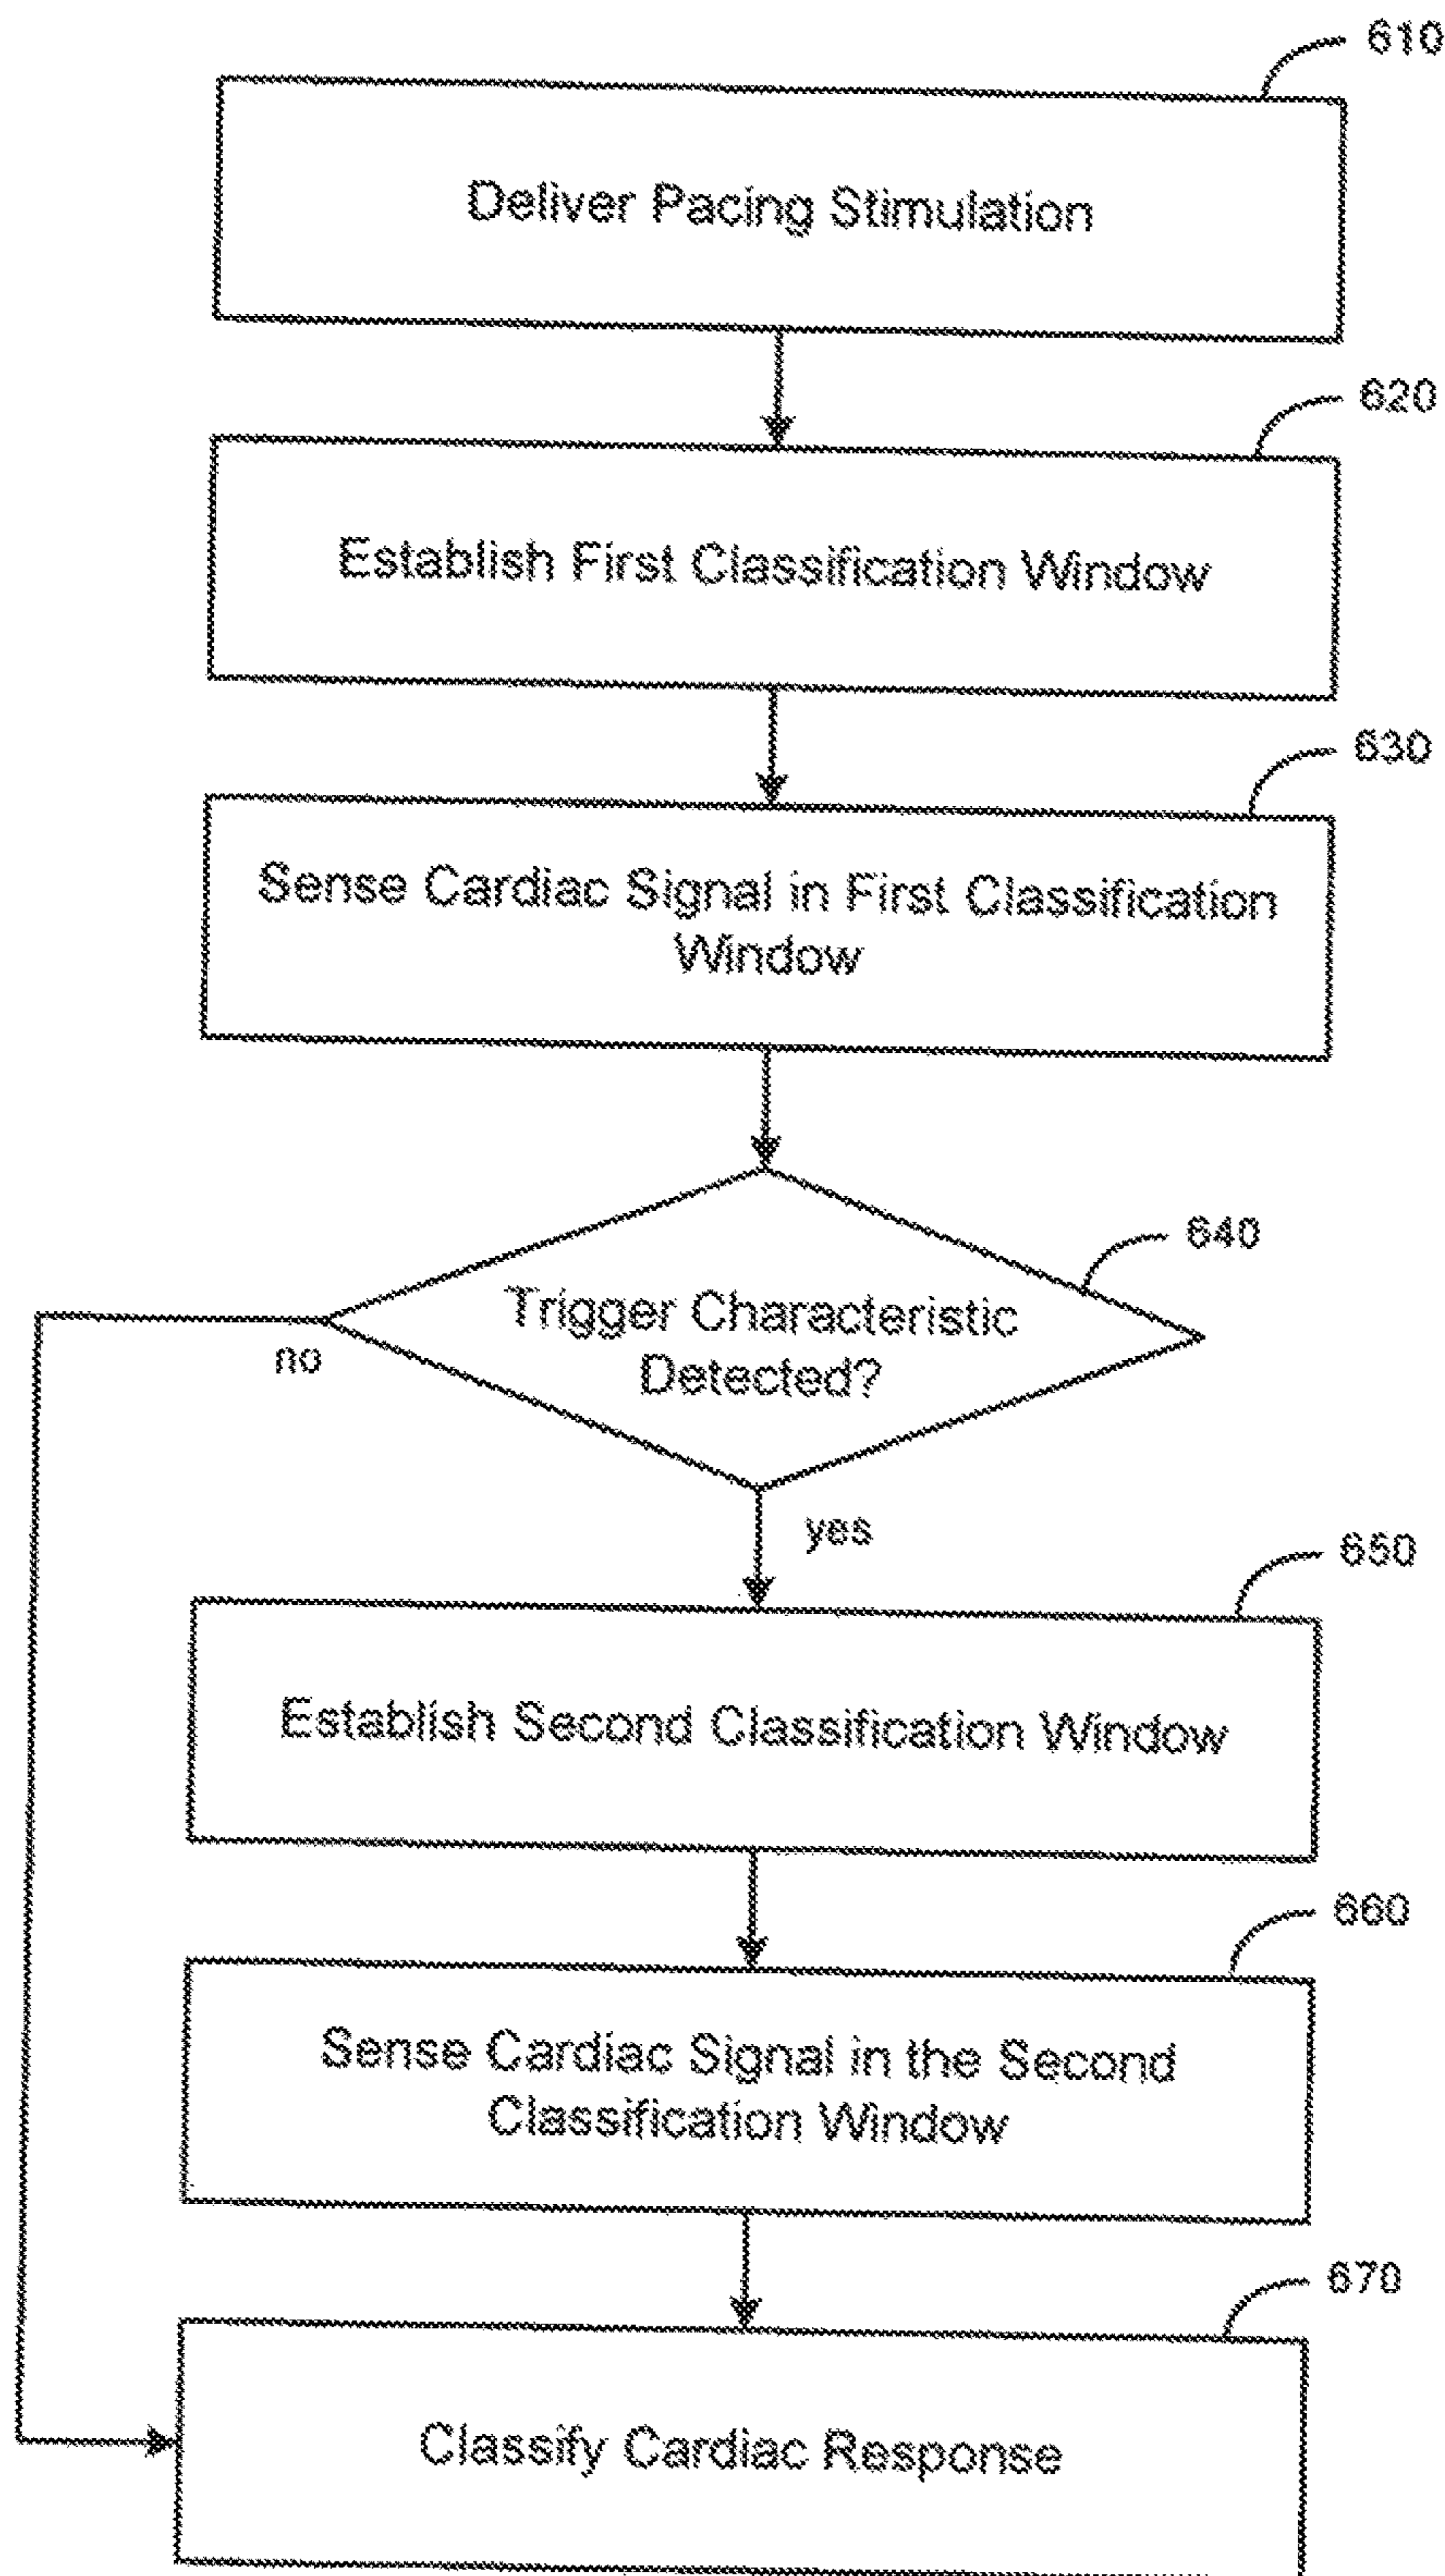 610
Deliver Pacing Stimulation
620
Establish First Classification Window
630
Sense Cardiac Signal in First Classification
Window
640
Trigger Characteristic
Detected?
no
yes
650
Establish Second Classification Window
660
Sense Cardiac Signal in the Second
Classification Window
670
Classify Cardiac Response